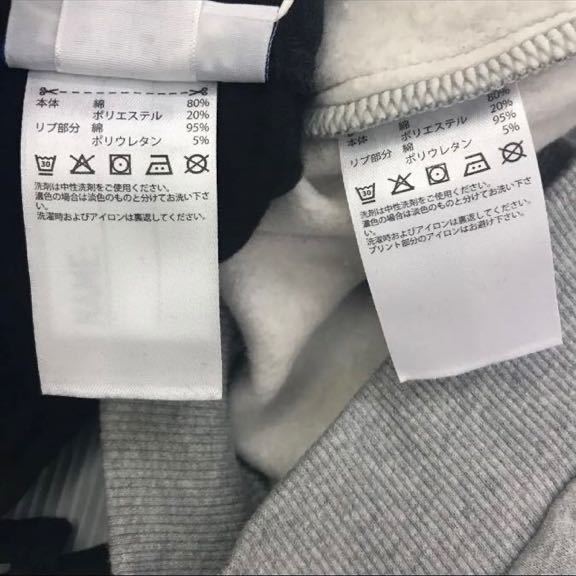 本体 綿 80%
ポリエステル 20%
リブ部分 綿 95%
ポリウレタン 5%
30
洗剤は中性洗剤をご使用ください。
濃色の場合は淡色のものと分けてお洗い下さい。
洗濯時およびアイロンは裏返してください。
本体 綿 80%
ポリエステル 20%
リブ部分 綿 95%
ポリウレタン 5%
30
洗剤は中性洗剤をご使用ください。
濃色の場合は淡色のものと分けてお洗い下さい。
洗濯時およびアイロンは裏返してください。
プリント部分のアイロンはお避け下さい。